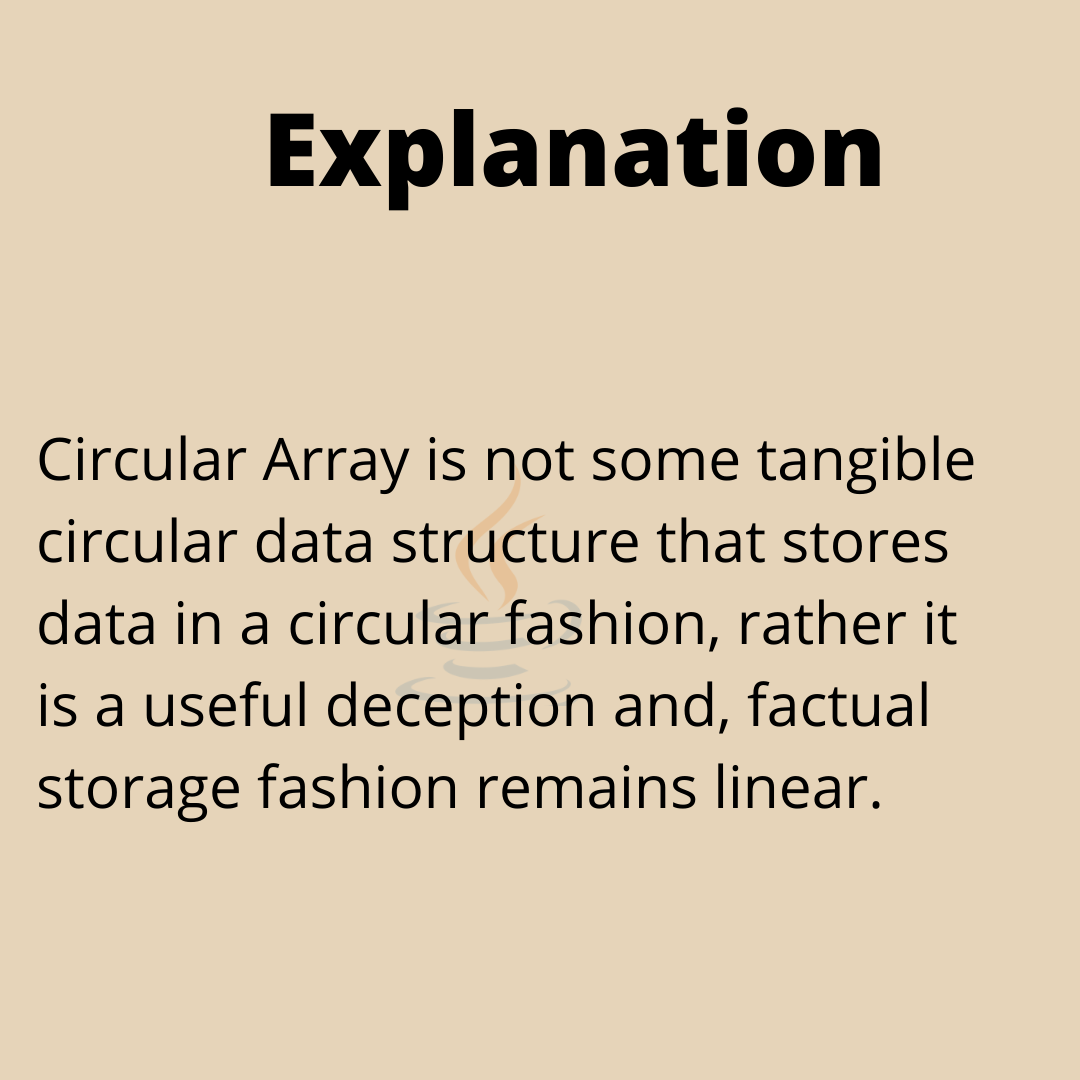 Explanation
Circular Array is not some tangible
circular data structure that stores
data in a circular fashion, rather it
is a useful deception and, factual
storage fashion remains linear.